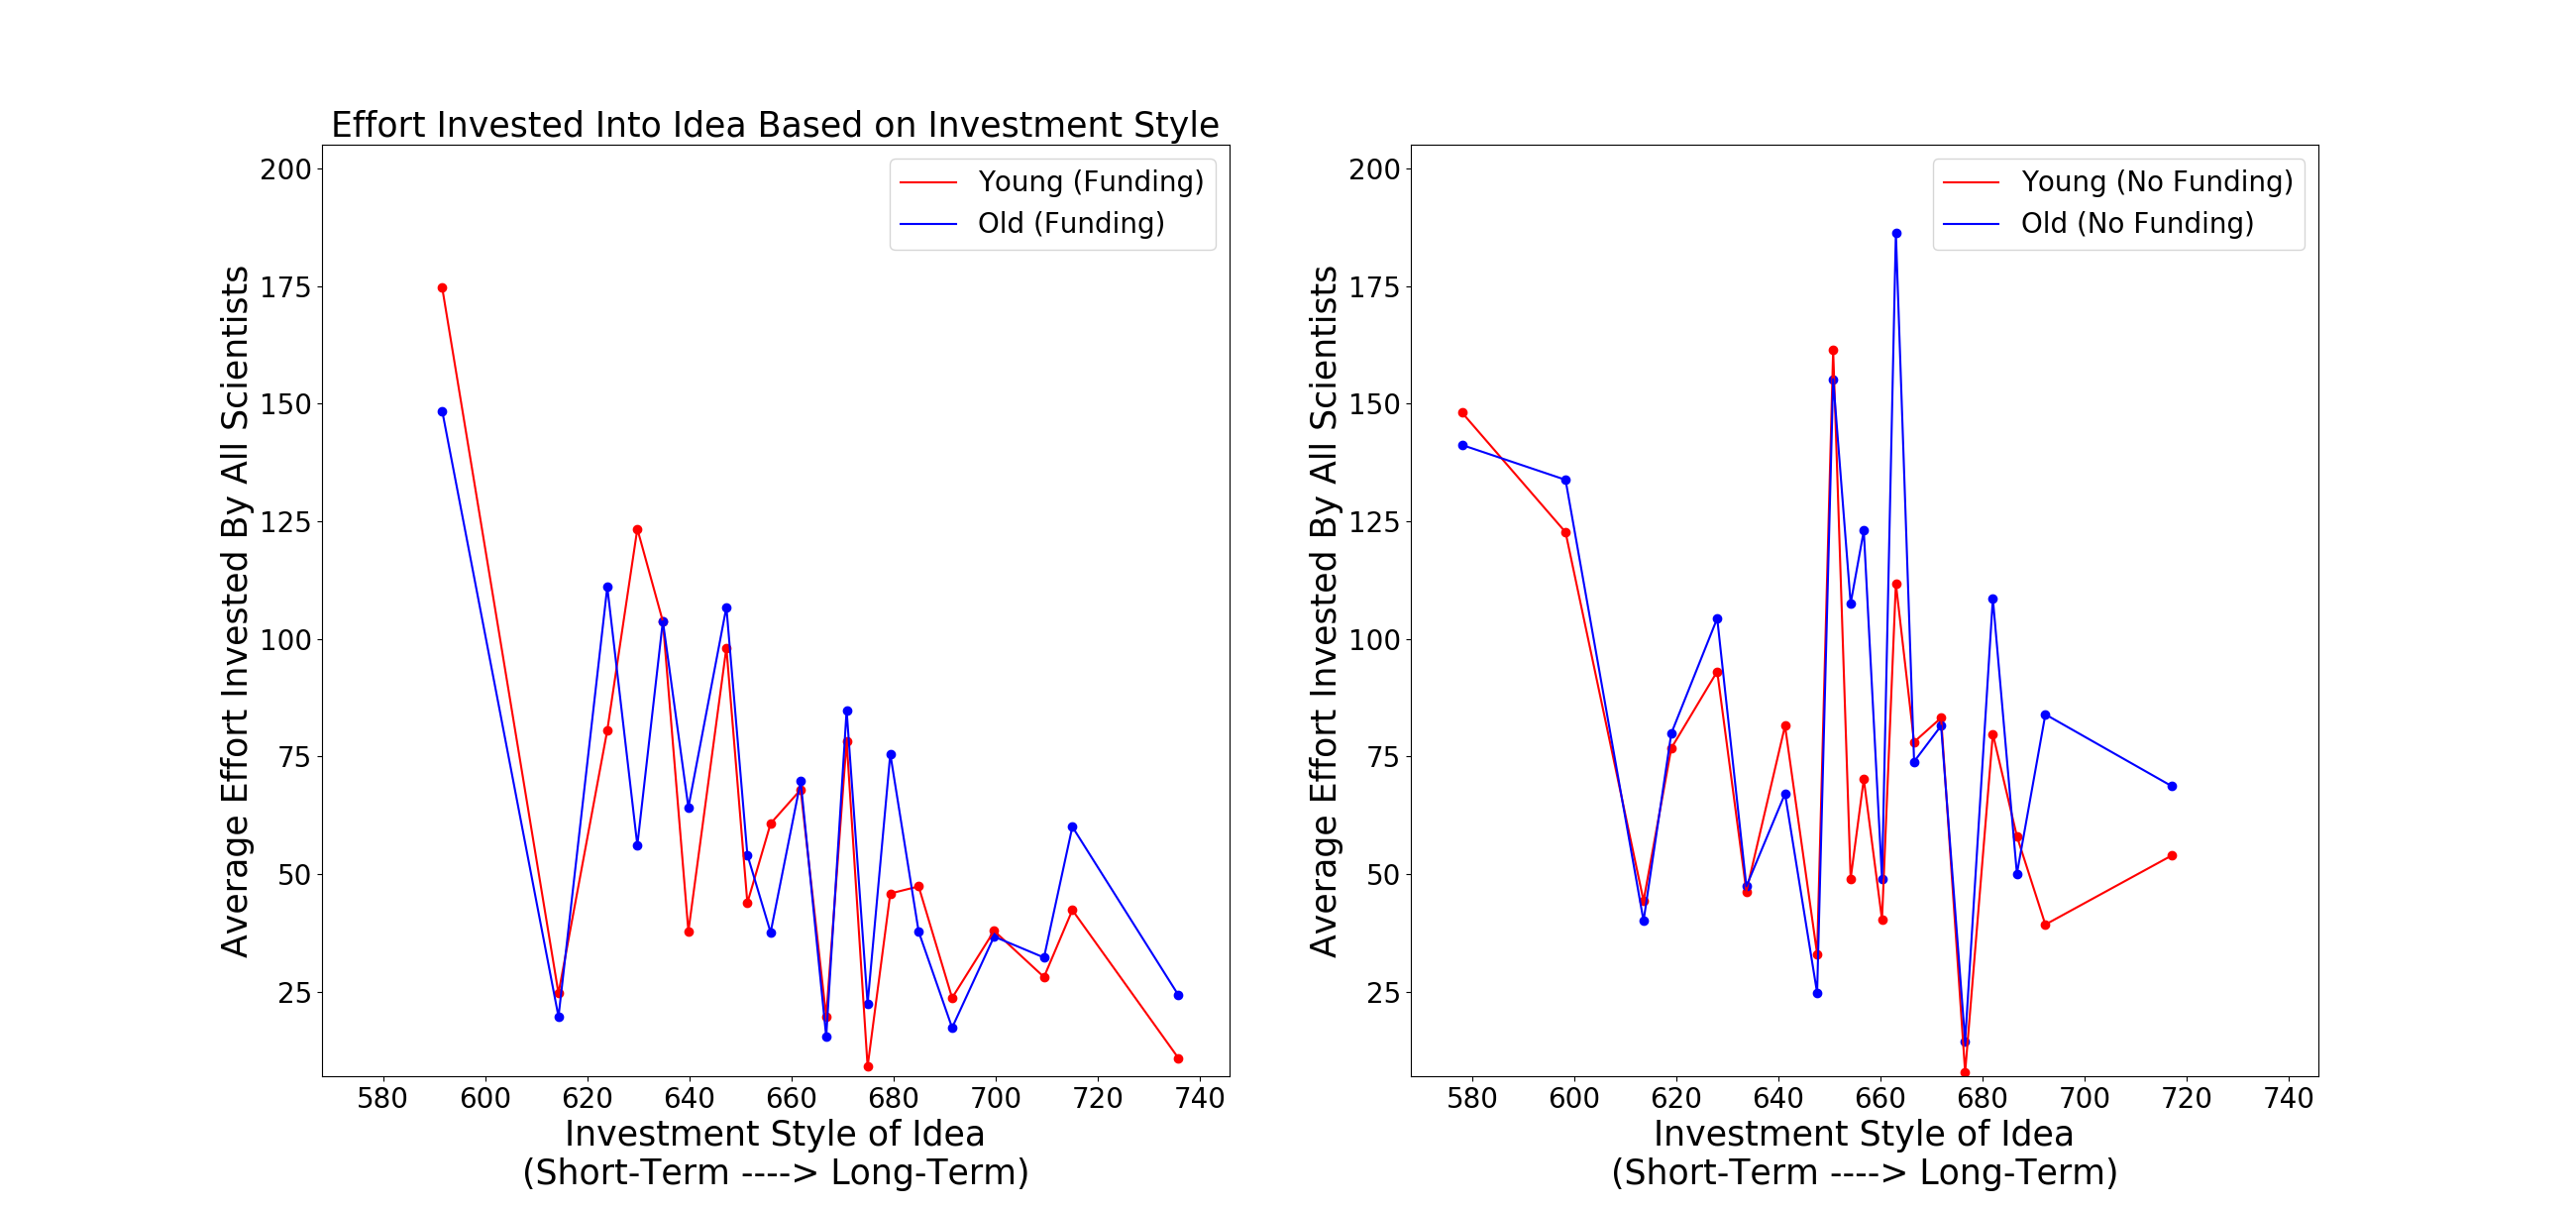 Effort Invested Into Idea Based on Investment Style
Average Effort Invested By All Scientists
200
175
150
125
100
75
50
25
Young (Funding)
Old (Funding)
580 600 620 640 660 680 700 720 740
Investment Style of Idea
(Short-Term ----> Long-Term)
Average Effort Invested By All Scientists
200
175
150
125
100
75
50
25
Young (No Funding)
Old (No Funding)
580 600 620 640 660 680 700 720 740
Investment Style of Idea
(Short-Term ----> Long-Term)